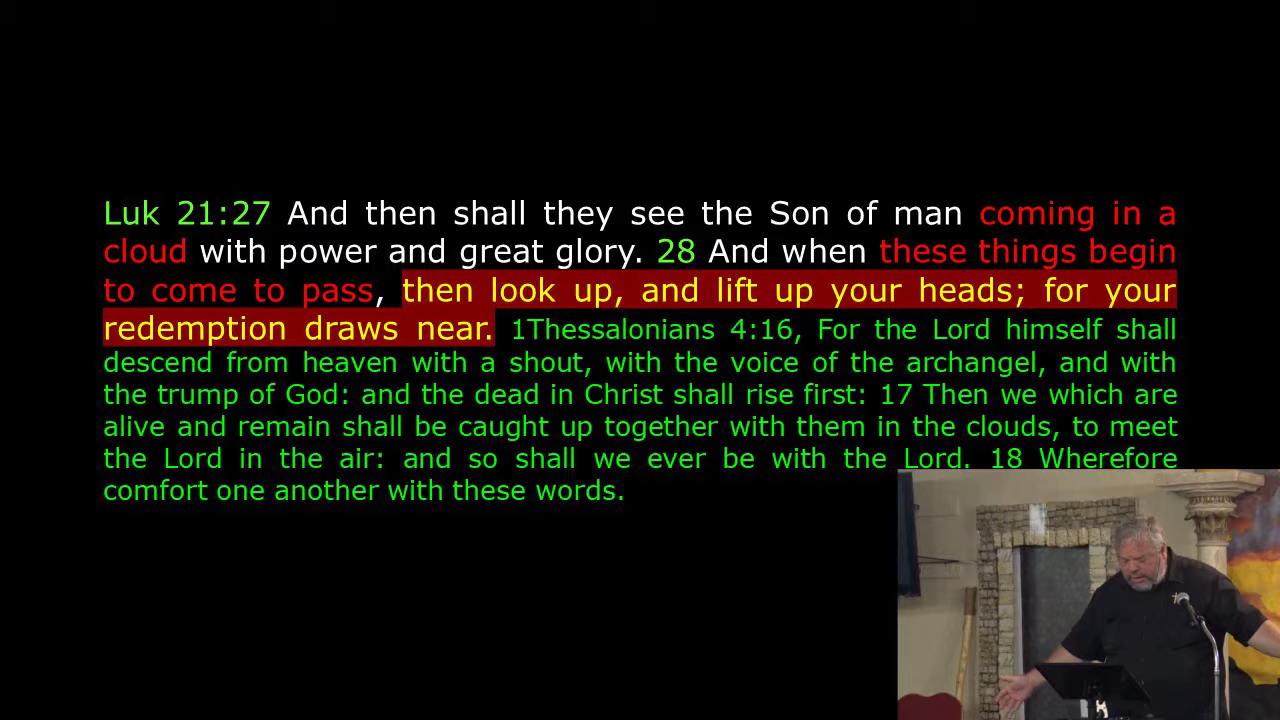 Luk 21:27 And then shall they see the Son of man coming in a
cloud with power and great glory. 28 And when these things begin
to come to pass, then look up, and lift up your heads; for your
redemption draws near. 1Thessalonians 4:16, For the Lord himself shall
descend from heaven with a shout, with the voice of the archangel, and with
the trump of God: and the dead in Christ shall rise first: 17 Then we which are
alive and remain shall be caught up together with them in the clouds, to meet
the Lord in the air: and so shall we ever be with the Lord. 18 Wherefore
comfort one another with these words.